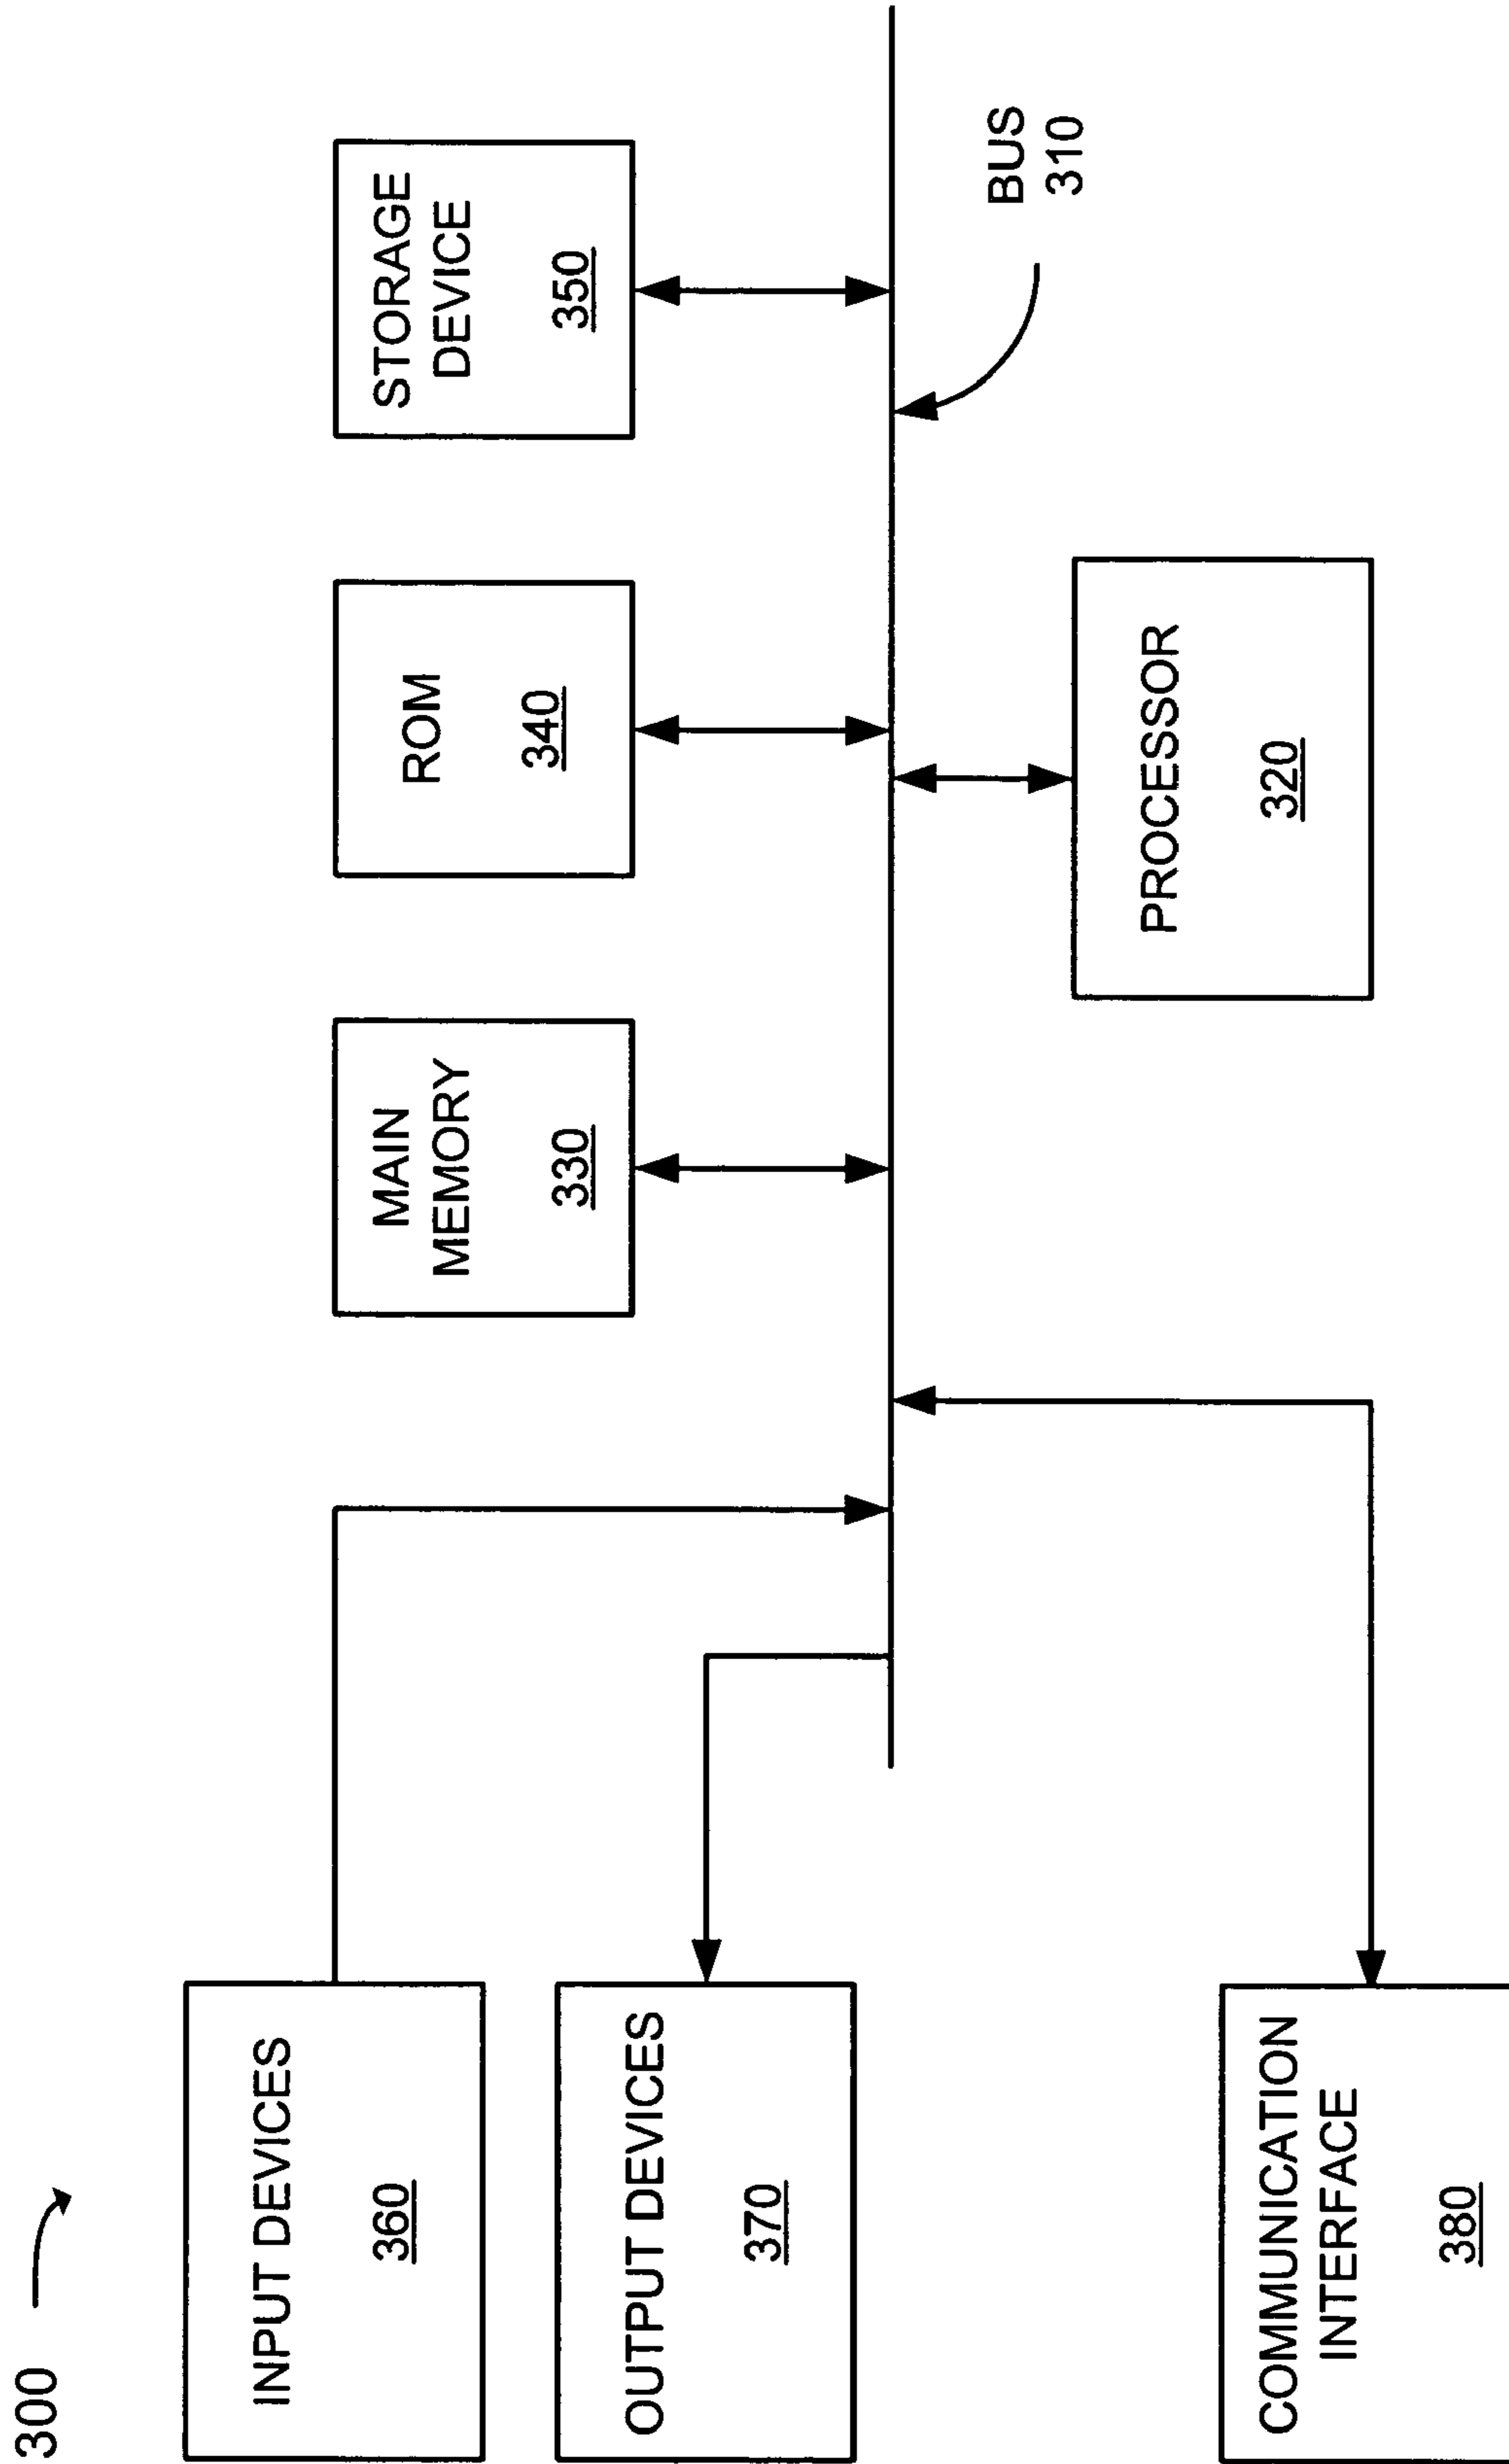 300
INPUT DEVICES
360
OUTPUT DEVICES
370
COMMUNICATION
INTERFACE
380
MAIN
MEMORY
330
ROM
340
STORAGE
DEVICE
350
PROCESSOR
320
BUS
310